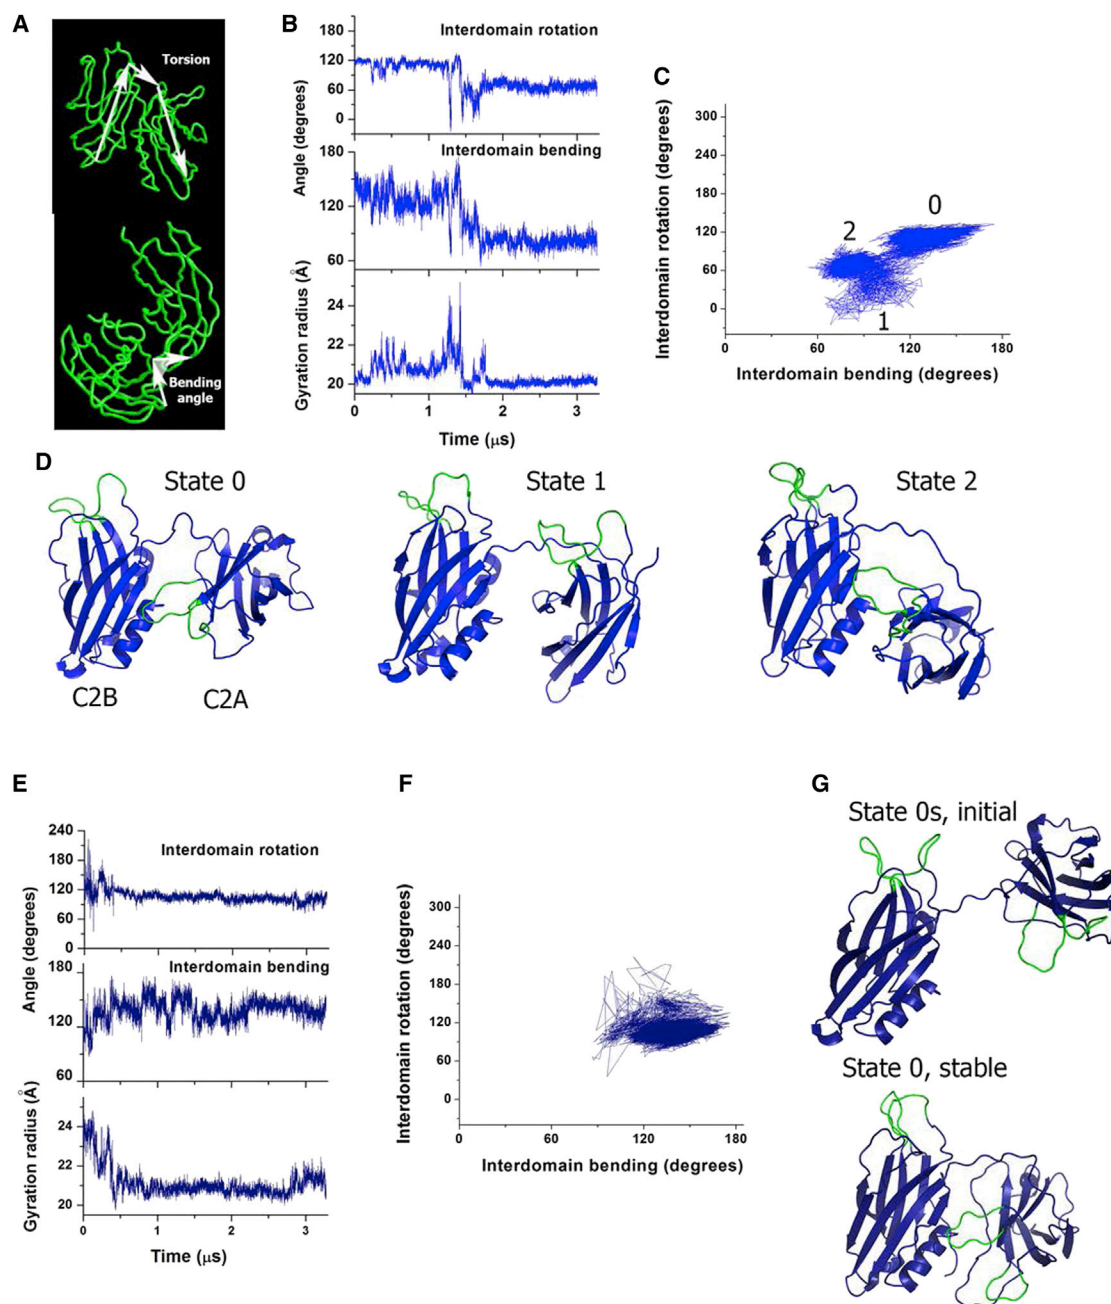 A
Torsion
Bending
angle
B
Interdomain rotation
120
60
0
Angle (degrees)
Interdomain bending
180
120
60
Gyration radius (Å)
24
22
20
0 1 2 3
Time (μs)
C
Interdomain rotation (degrees)
300
240
180
120
60
0
0
2
1
0 60 120 180
Interdomain bending (degrees)
D
State 0
State 1
State 2
C2B
C2A
E
Interdomain rotation
240
180
120
60
0
Angle (degrees)
Interdomain bending
180
120
60
Gyration radius (Å)
24
22
20
0 1 2 3
Time (μs)
F
Interdomain rotation (degrees)
300
240
180
120
60
0
0 60 120 180
Interdomain bending (degrees)
G
State 0s, initial
State 0, stable